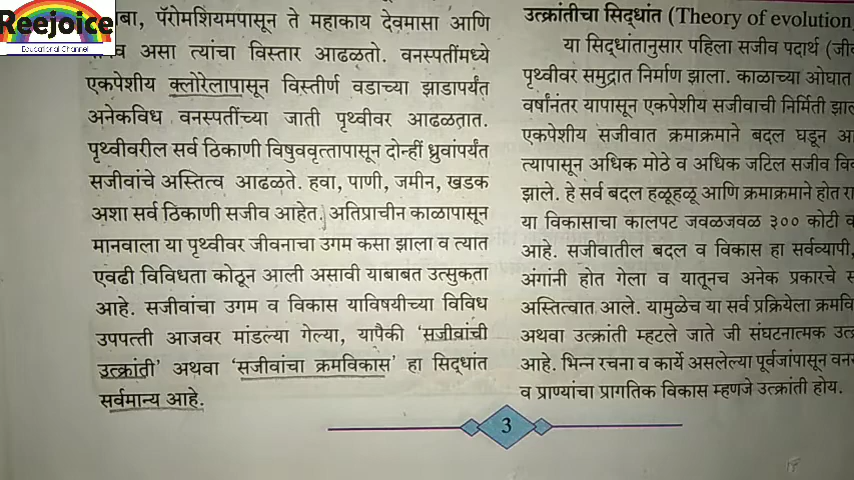 Reejoice
Educational Channel
पॅरोमशियमपासून ते महाकाय देवमासा आणि
असा त्यांचा विस्तार आढळतो. वनस्पतींमध्ये
एकपेशीय क्लोरेलापासून विस्तीर्ण वडाच्या झाडापर्यंत
अनेकविध वनस्पतींच्या जाती पृथ्वीवर आढळतात.
पृथ्वीवरील सर्व ठिकाणी विषुववृत्तापासून दोन्हीं ध्रुवांपर्यंत
सजीवांचे अस्तित्व आढळते. हवा, पाणी, जमीन, खडक
अशा सर्व ठिकाणी सजीव आहेत. अतिप्राचीन काळापासून
मानवाला या पृथ्वीवर जीवनाचा उगम कसा झाला व त्यात
एवढी विविधता कोठून आली असावी याबाबत उत्सुकता
आहे. सजीवांचा उगम व विकास याविषयीच्या विविध
उपपत्ती आजवर मांडल्या गेल्या, यापैकी ‘सजीवांची
उत्क्रांती’ अथवा ‘सजीवांचा क्रमविकास’ हा सिद्धांत
सर्वमान्य आहे.
उत्क्रांतीचा सिद्धांत (Theory of evolution
या सिद्धांतानुसार पहिला सजीव पदार्थ
पृथ्वीवर समुद्रात निर्माण झाला. काळाच्या ओघात
वर्षांनंतर यापासून एकपेशीय सजीवाची निर्मिती
एकपेशीय सजीवात क्रमाक्रमाने बदल घडून
त्यापासून अधिक मोठे व अधिक जटिल सजीव
झाले. हे सर्व बदल हळूहळू आणि क्रमाक्रमाने होत
या विकासाचा कालपट जवळजवळ ३०० कोटी
आहे. सजीवातील बदल व विकास हा सर्वव्यापी,
अंगांनी होत गेला व यातूनच अनेक प्रकारचे
अस्तित्वात आले. यामुळेच या सर्व प्रक्रियेला
अथवा उत्क्रांती म्हटले जाते जी संघटनात्मक
आहे. भिन्न रचना व कार्ये असलेल्या पूर्वजांपासून
व प्राण्यांचा प्रागतिक विकास म्हणजे उत्क्रांती होय.
3